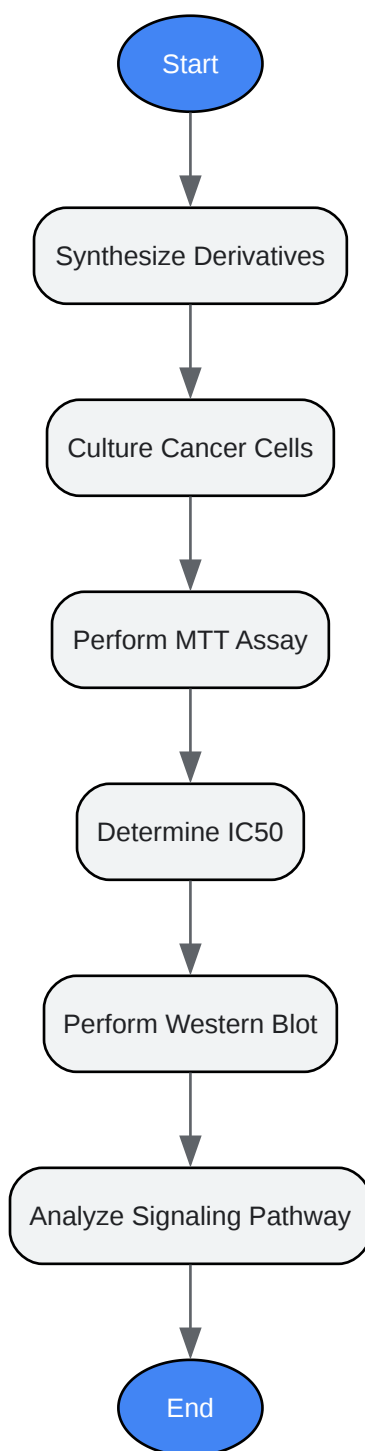 Start
Synthesize Derivatives
Culture Cancer Cells
Perform MTT Assay
Determine IC50
Perform Western Blot
Analyze Signaling Pathway
End